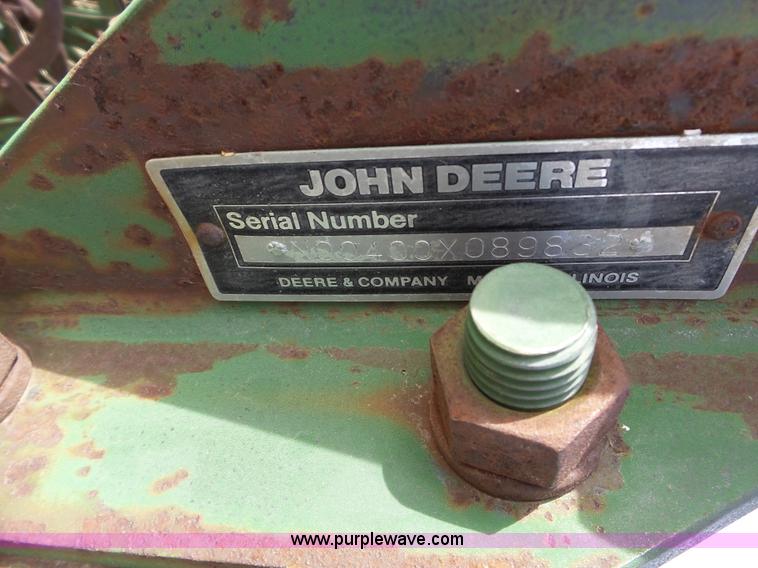 JOHN DEERE
Serial Number
DEERE & COMPANY
www.purplewave.com